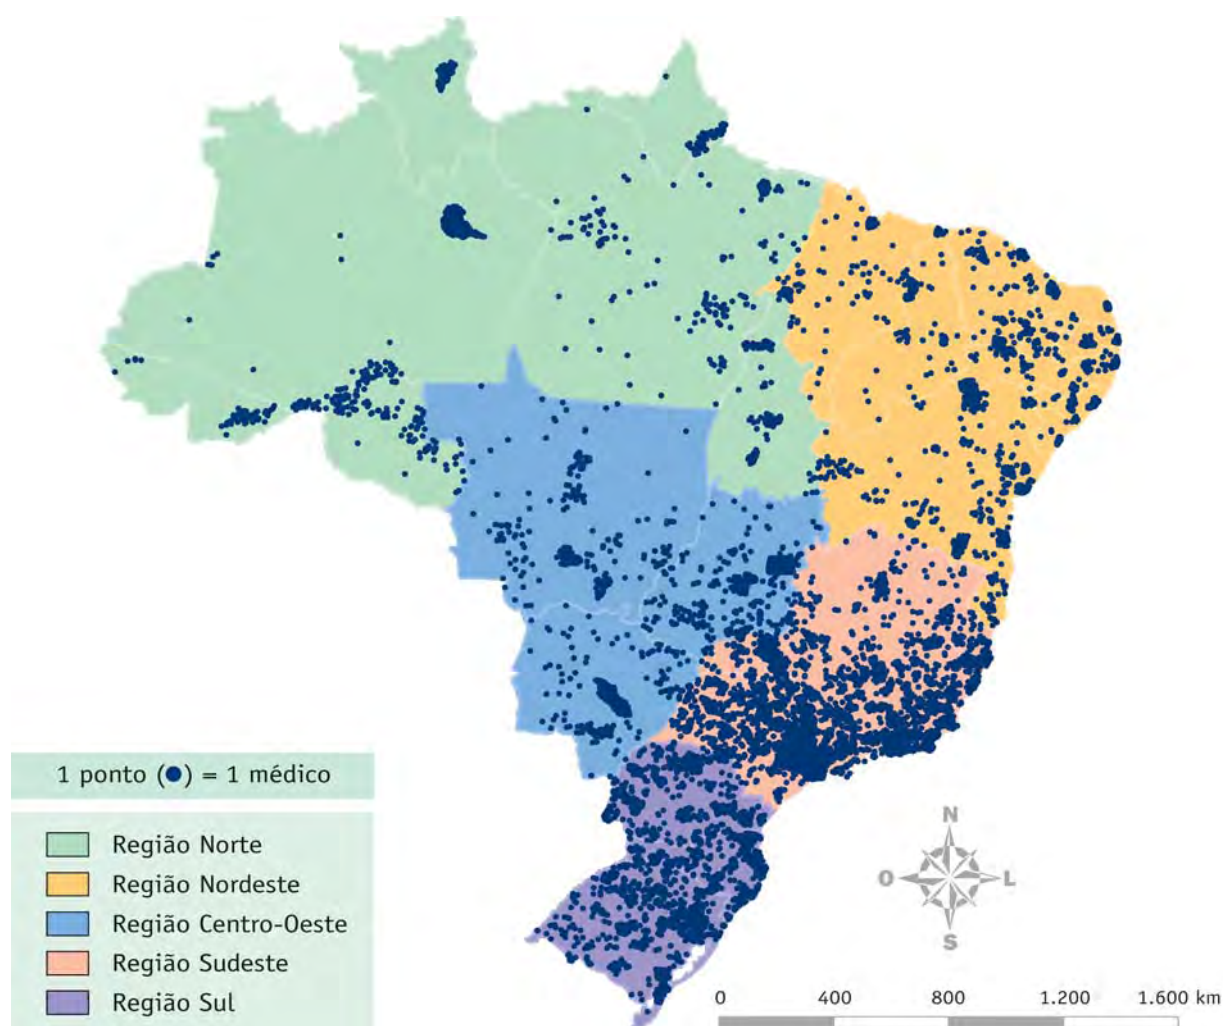 1 ponto (●) = 1 médico
Região Norte
Região Nordeste
Região Centro-Oeste
Região Sudeste
Região Sul
N
O
L
S
0 400 800 1.200 1.600 km